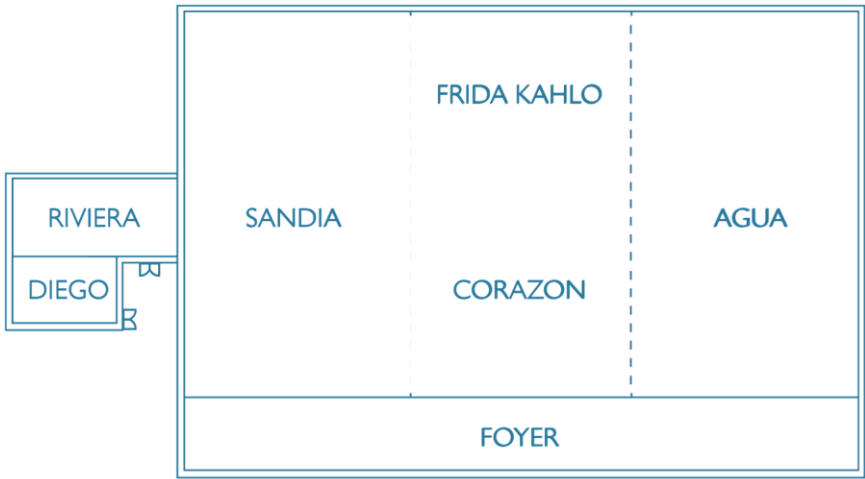 FRIDA KAHLO
RIVIERA
SANDIA
AGUA
DIEGO
CORAZON
FOYER